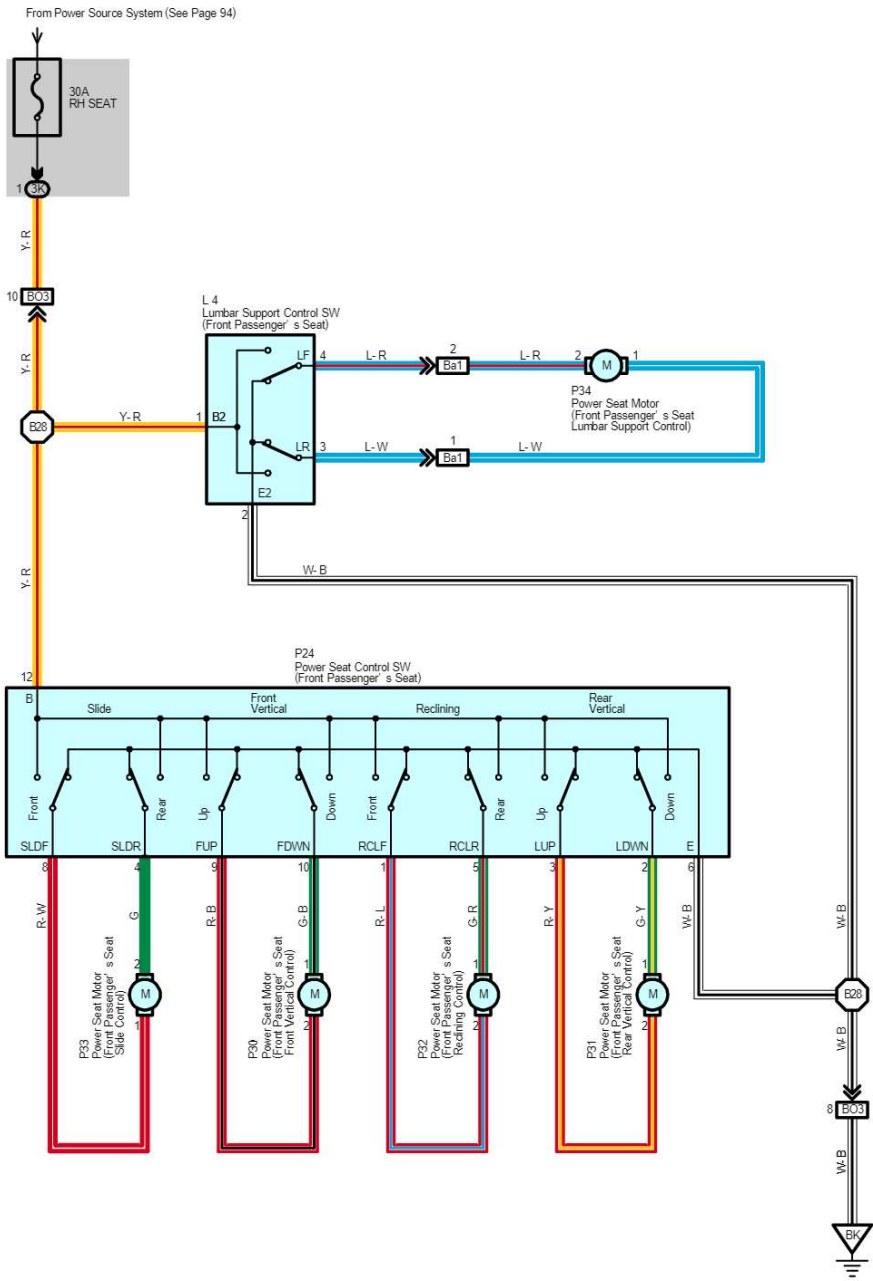 From Power Source System (See Page 94)
30A
RH SEAT
1 3K
Y- R
10 BO3
Y- R
B28
Y- R
Y- R
L 4
Lumbar Support Control SW
(Front Passenger' s Seat)
1 B2
LF 4
L- R
2
Ba1
L- R
2
M
1
P34
Power Seat Motor
(Front Passenger' s Seat
Lumbar Support Control)
LR 3
L- W
1
Ba1
L- W
E2
2
W- B
P24
Power Seat Control SW
(Front Passenger' s Seat)
12
B
Slide
Front
Vertical
Reclining
Rear
Vertical
Front
Rear
Up
Down
Front
Rear
Up
Down
SLDF
SLDR
FUP
FDWN
RCLF
RCLR
LUP
LDWN
E
8
4
9
10
1
5
3
2
6
R- W
G
R- B
G- B
R- L
G- R
R- Y
G- Y
W- B
W- B
2
M
1
P33
Power Seat Motor
(Front Passenger' s Seat
Slide Control)
1
M
2
P30
Power Seat Motor
(Front Passenger' s Seat
Front Vertical Control)
1
M
2
P32
Power Seat Motor
(Front Passenger' s Seat
Reclining Control)
1
M
2
P31
Power Seat Motor
(Front Passenger' s Seat
Rear Vertical Control)
B28
W- B
8 BO3
W- B
BK